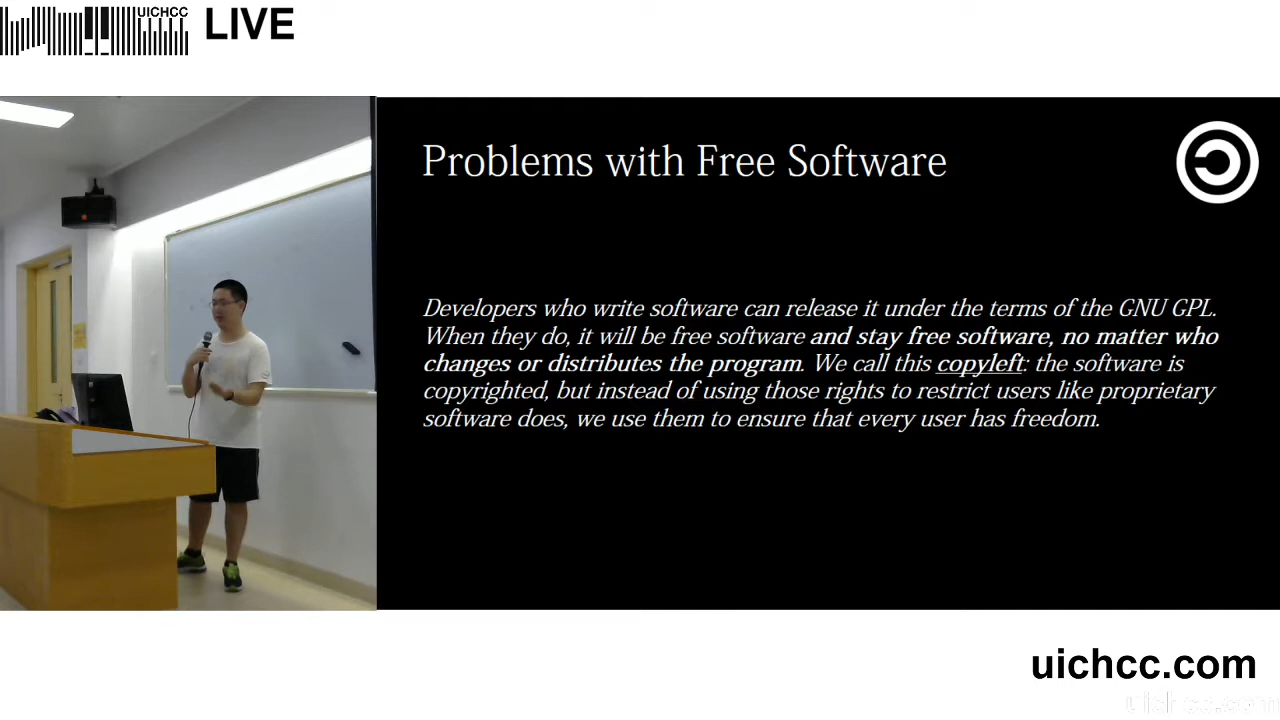 UICHCC
LIVE
Problems with Free Software
Developers who write software can release it under the terms of the GNU GPL.
When they do, it will be free software and stay free software, no matter who
changes or distributes the program. We call this copyleft: the software is
copyrighted, but instead of using those rights to restrict users like proprietary
software does, we use them to ensure that every user has freedom.
uichcc.com
uichcc.com